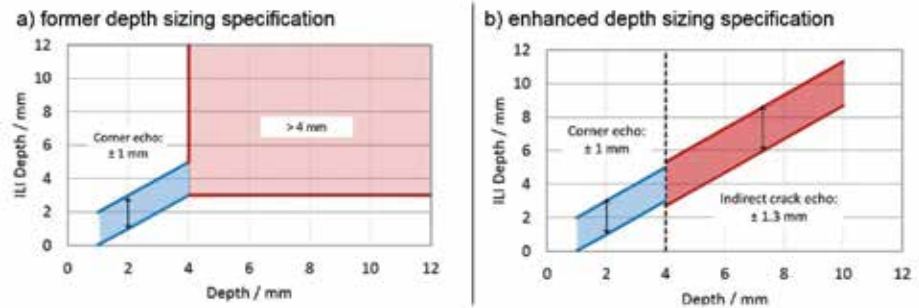 a) former depth sizing specification
12
10
8
6
4
2
0
ILI Depth / mm
Corner echo:
± 1 mm
> 4 mm
0 2 4 6 8 10 12
Depth / mm
b) enhanced depth sizing specification
12
10
8
6
4
2
0
ILI Depth / mm
Corner echo:
± 1 mm
Indirect crack echo:
± 1.3 mm
0 2 4 6 8 10 12
Depth / mm